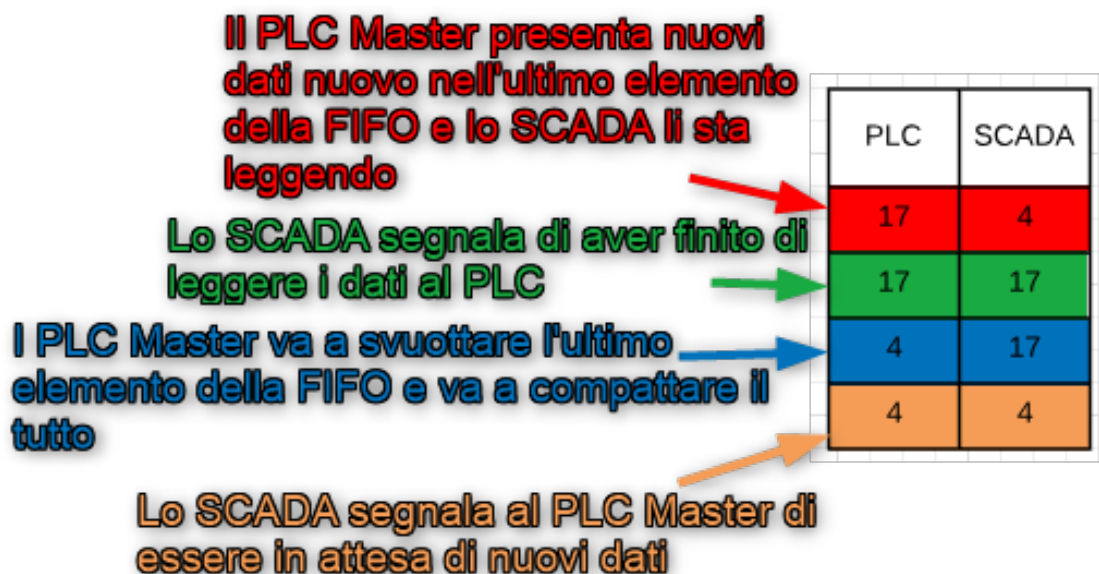 Il PLC Master presenta nuovi
dati nuovo nell'ultimo elemento
della FIFO e lo SCADA li sta
leggendo
Lo SCADA segnala di aver finito di
leggere i dati al PLC
I PLC Master va a svuottare l'ultimo
elemento della FIFO e va a compattare il
tutto
Lo SCADA segnala al PLC Master di
essere in attesa di nuovi dati
PLC SCADA
17 4
17 17
4 17
4 4